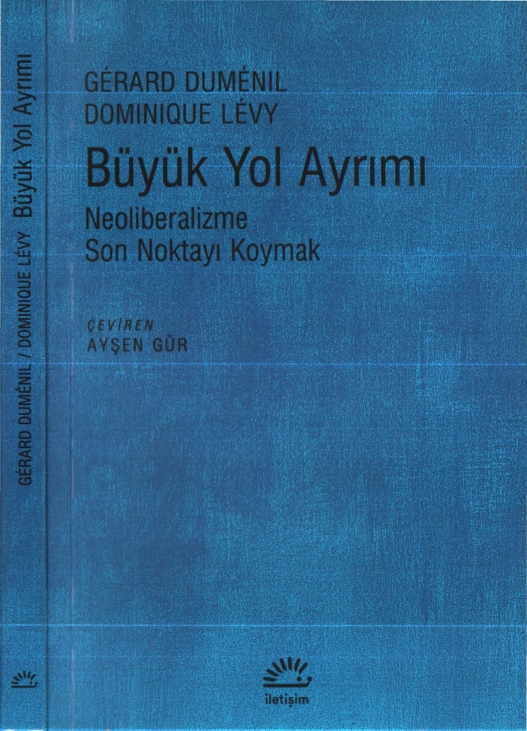 GÉRARD DUMÉNIL / DOMINIQUE LÉVY Büyük Yol Ayrımı
GÉRARD DUMÉNIL
DOMINIQUE LÉVY
Büyük Yol Ayrımı
Neoliberalizme
Son Noktayı Koymak
ÇEVİREN
AYŞEN GÜR
iletişim